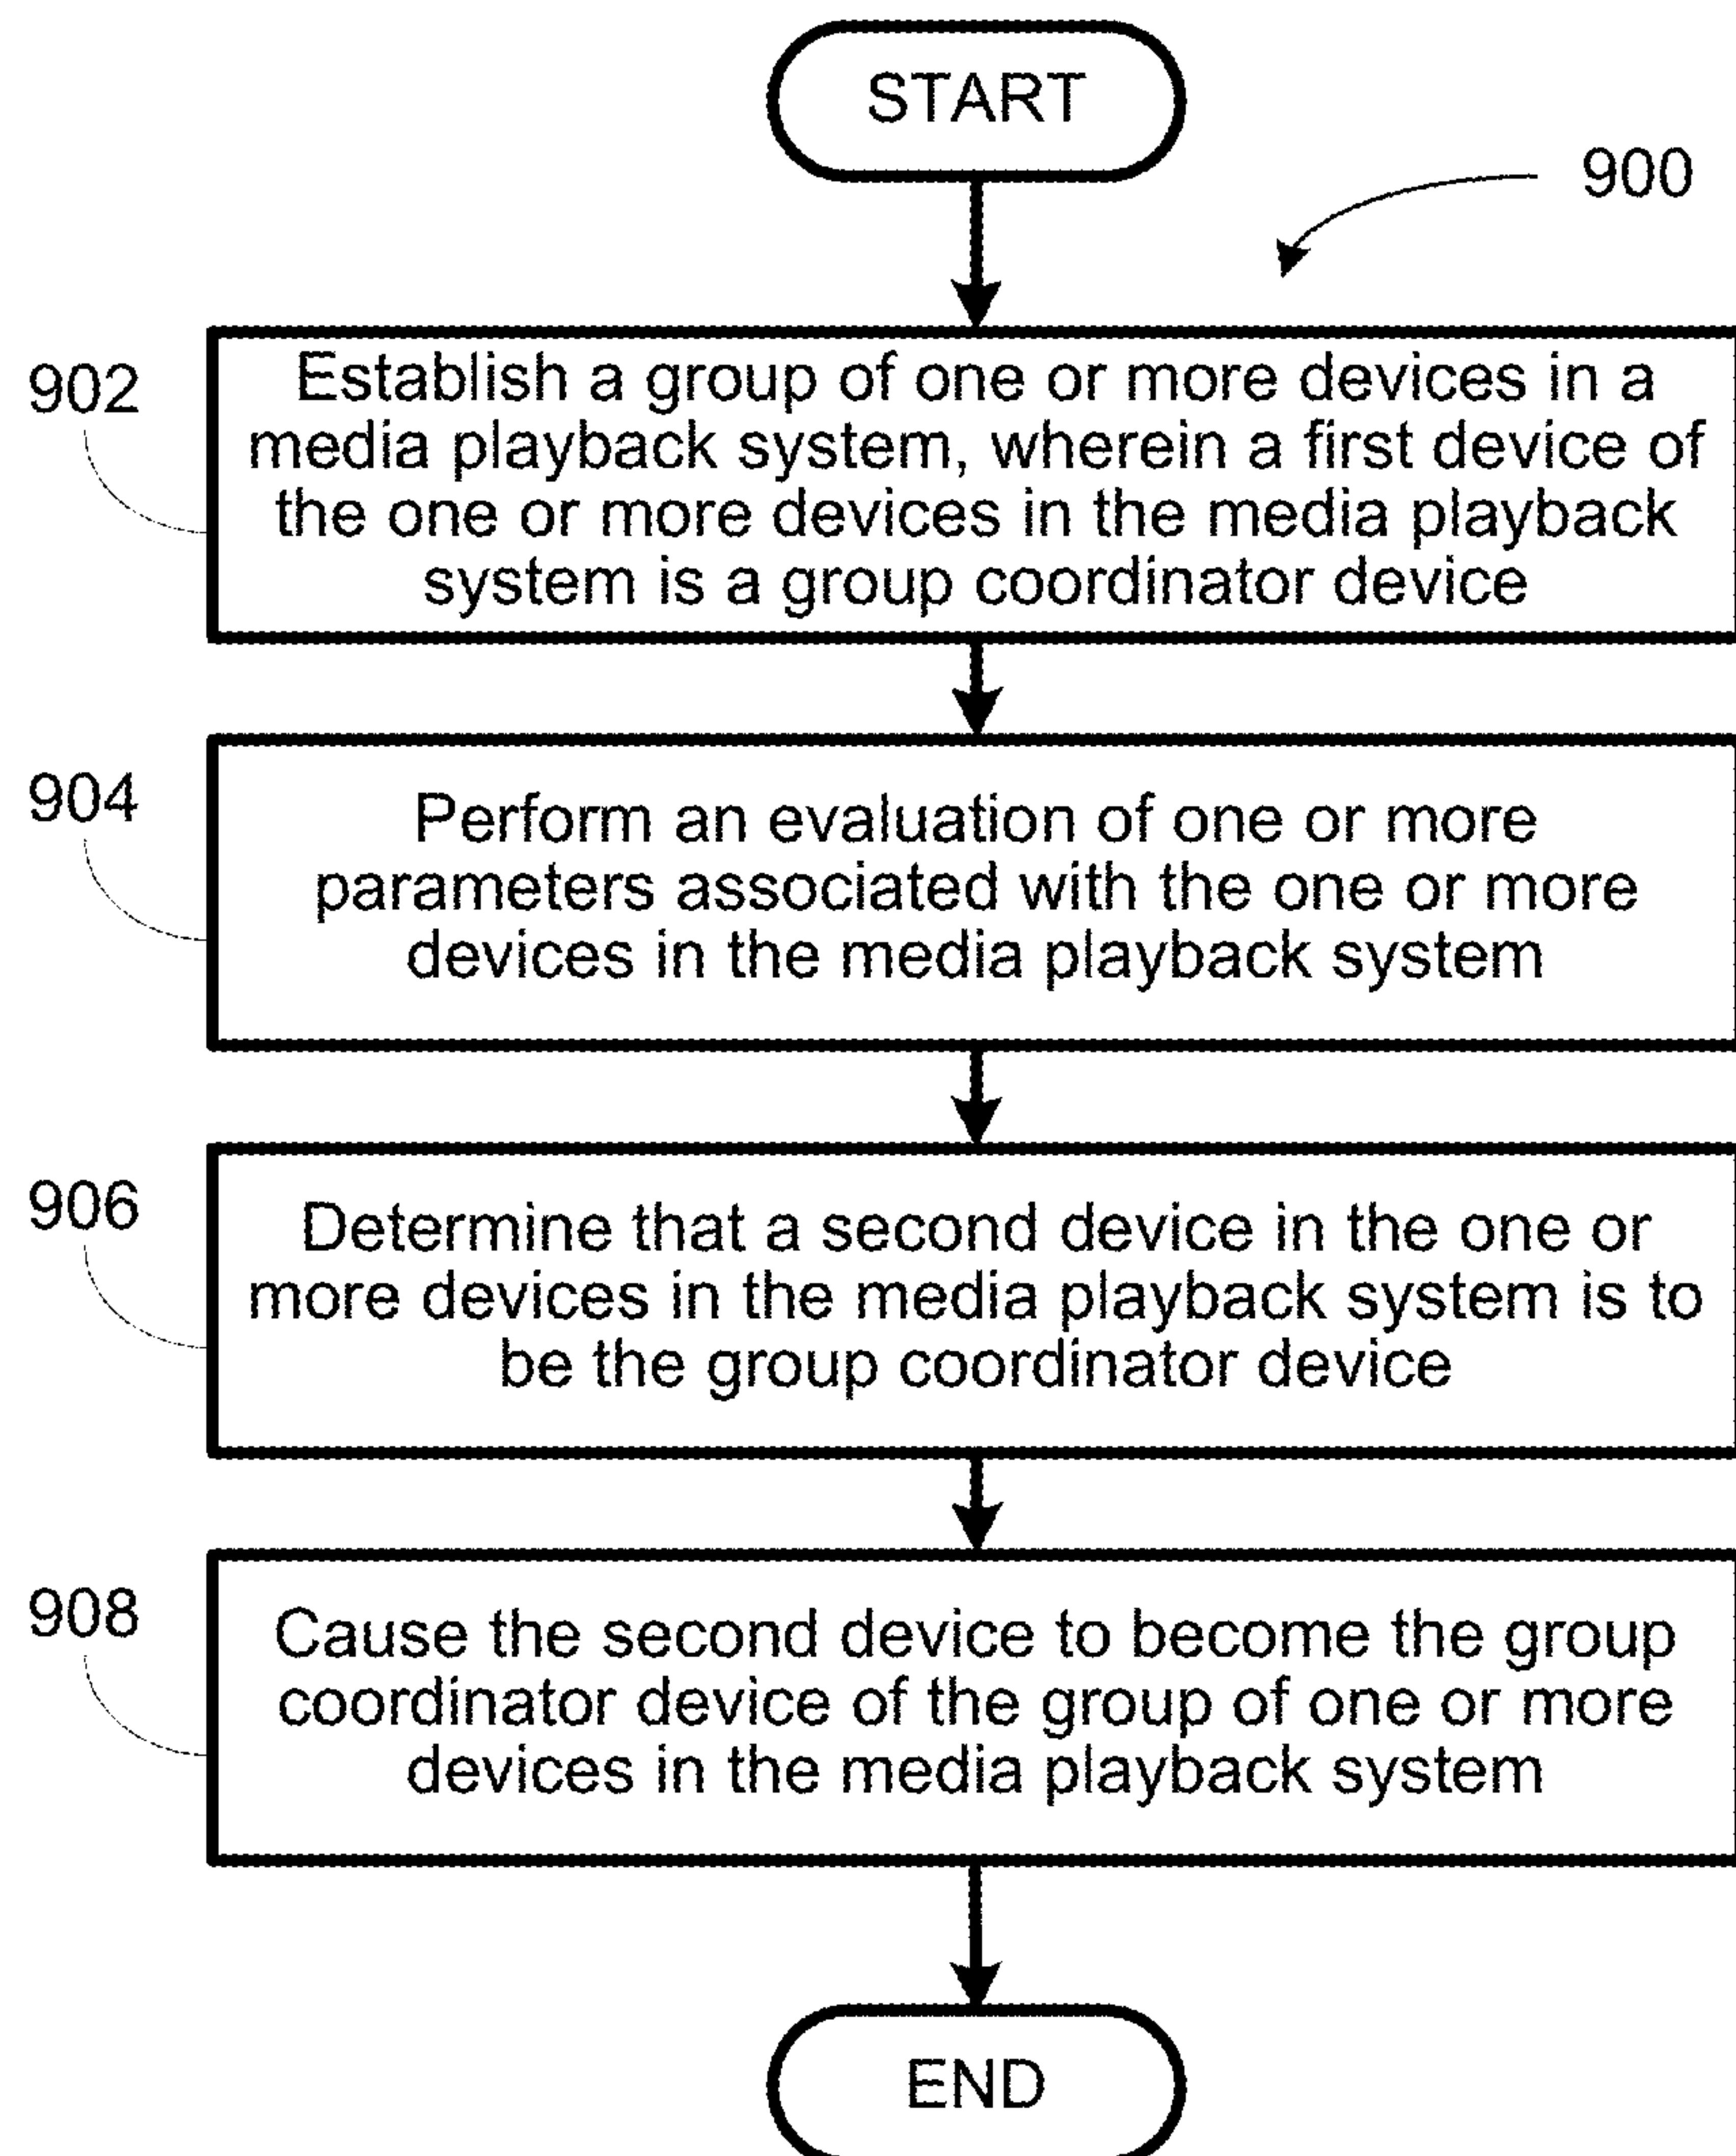 START
900
902
Establish a group of one or more devices in a
media playback system, wherein a first device of
the one or more devices in the media playback
system is a group coordinator device
904
Perform an evaluation of one or more
parameters associated with the one or more
devices in the media playback system
906
Determine that a second device in the one or
more devices in the media playback system is to
be the group coordinator device
908
Cause the second device to become the group
coordinator device of the group of one or more
devices in the media playback system
END